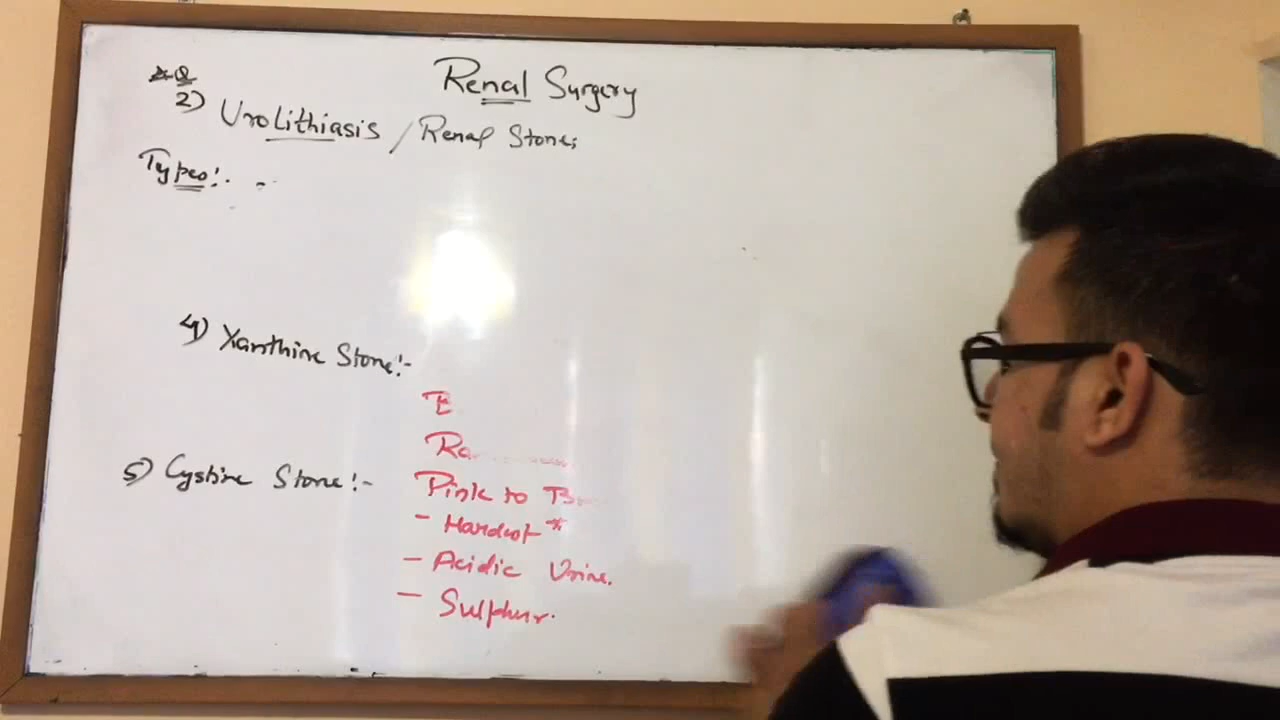 Renal Surgery
Q
2) UroLithiasis / Renal Stones
Types:-
4) Xanthine Stone:-
5) Cystine Stone:-
Pink to
- Hardest *
- Acidic Urine.
- Sulphur.